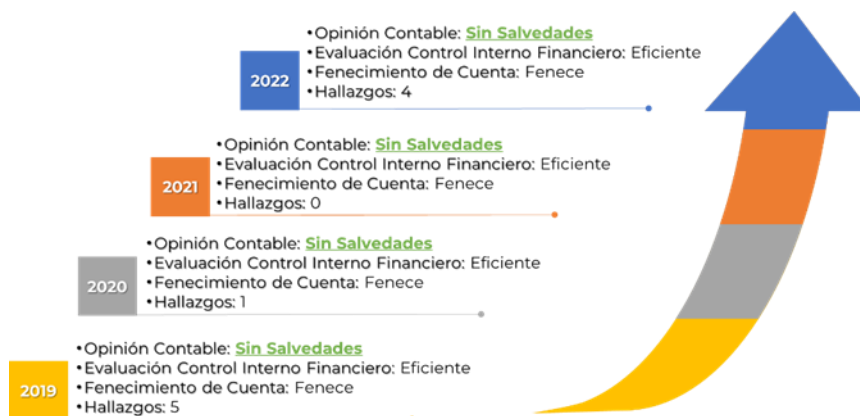 2022
•Opinión Contable: Sin Salvedades
•Evaluación Control Interno Financiero: Eficiente
•Fenecimiento de Cuenta: Fenece
•Hallazgos: 4
2021
•Opinión Contable: Sin Salvedades
•Evaluación Control Interno Financiero: Eficiente
•Fenecimiento de Cuenta: Fenece
•Hallazgos: 0
2020
•Opinión Contable: Sin Salvedades
•Evaluación Control Interno Financiero: Eficiente
•Fenecimiento de Cuenta: Fenece
•Hallazgos: 1
2019
•Opinión Contable: Sin Salvedades
•Evaluación Control Interno Financiero: Eficiente
•Fenecimiento de Cuenta: Fenece
•Hallazgos: 5